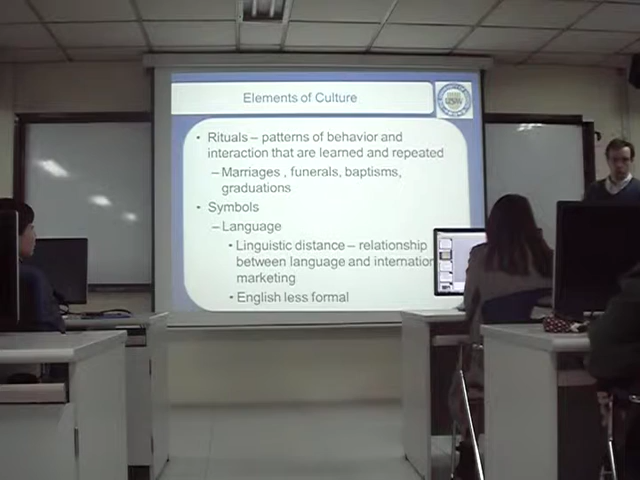 Elements of Culture
• Rituals – patterns of behavior and
interaction that are learned and repeated
– Marriages , funerals, baptisms,
graduations
• Symbols
– Language
• Linguistic distance – relationship
between language and internation
marketing
• English less formal